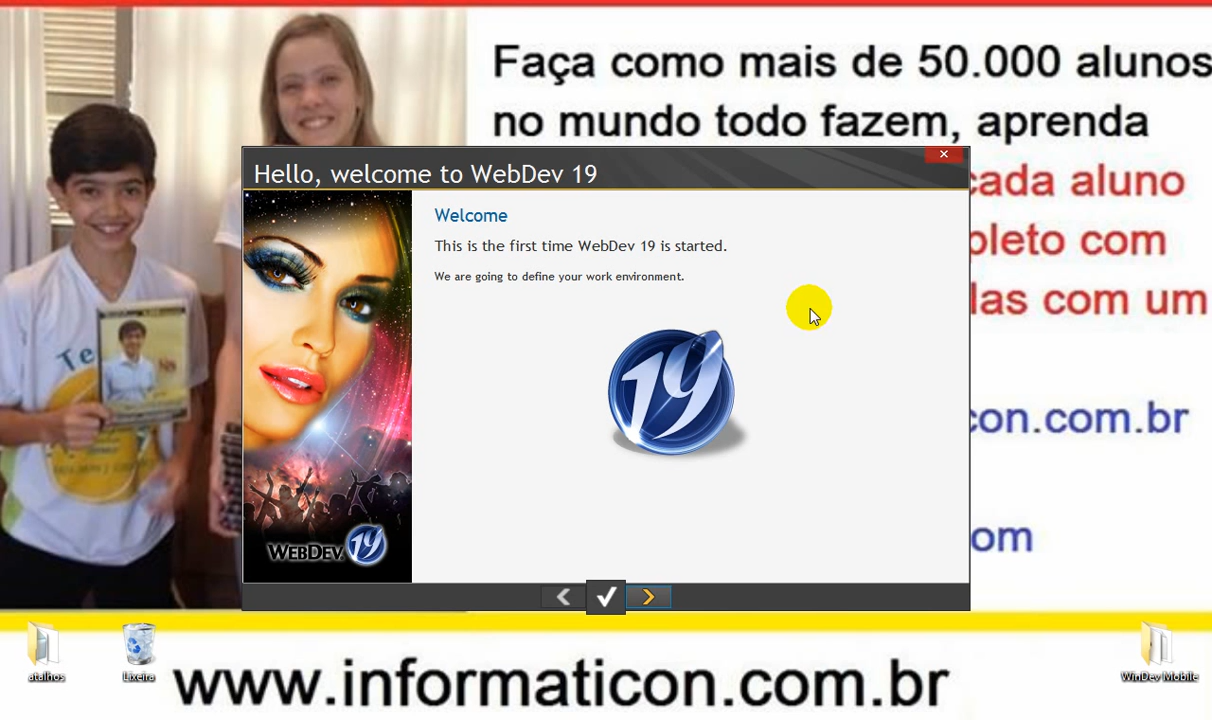 Faça como mais de 50.000 alunos
no mundo todo fazem, aprenda
cada aluno
pleto com
las com um
con.com.br
om
Hello, welcome to WebDev 19
Welcome
This is the first time WebDev 19 is started.
We are going to define your work environment.
19
WEBDEV 19
atalhos
Lixeira
www.informaticon.com.br
WinDev Mobile